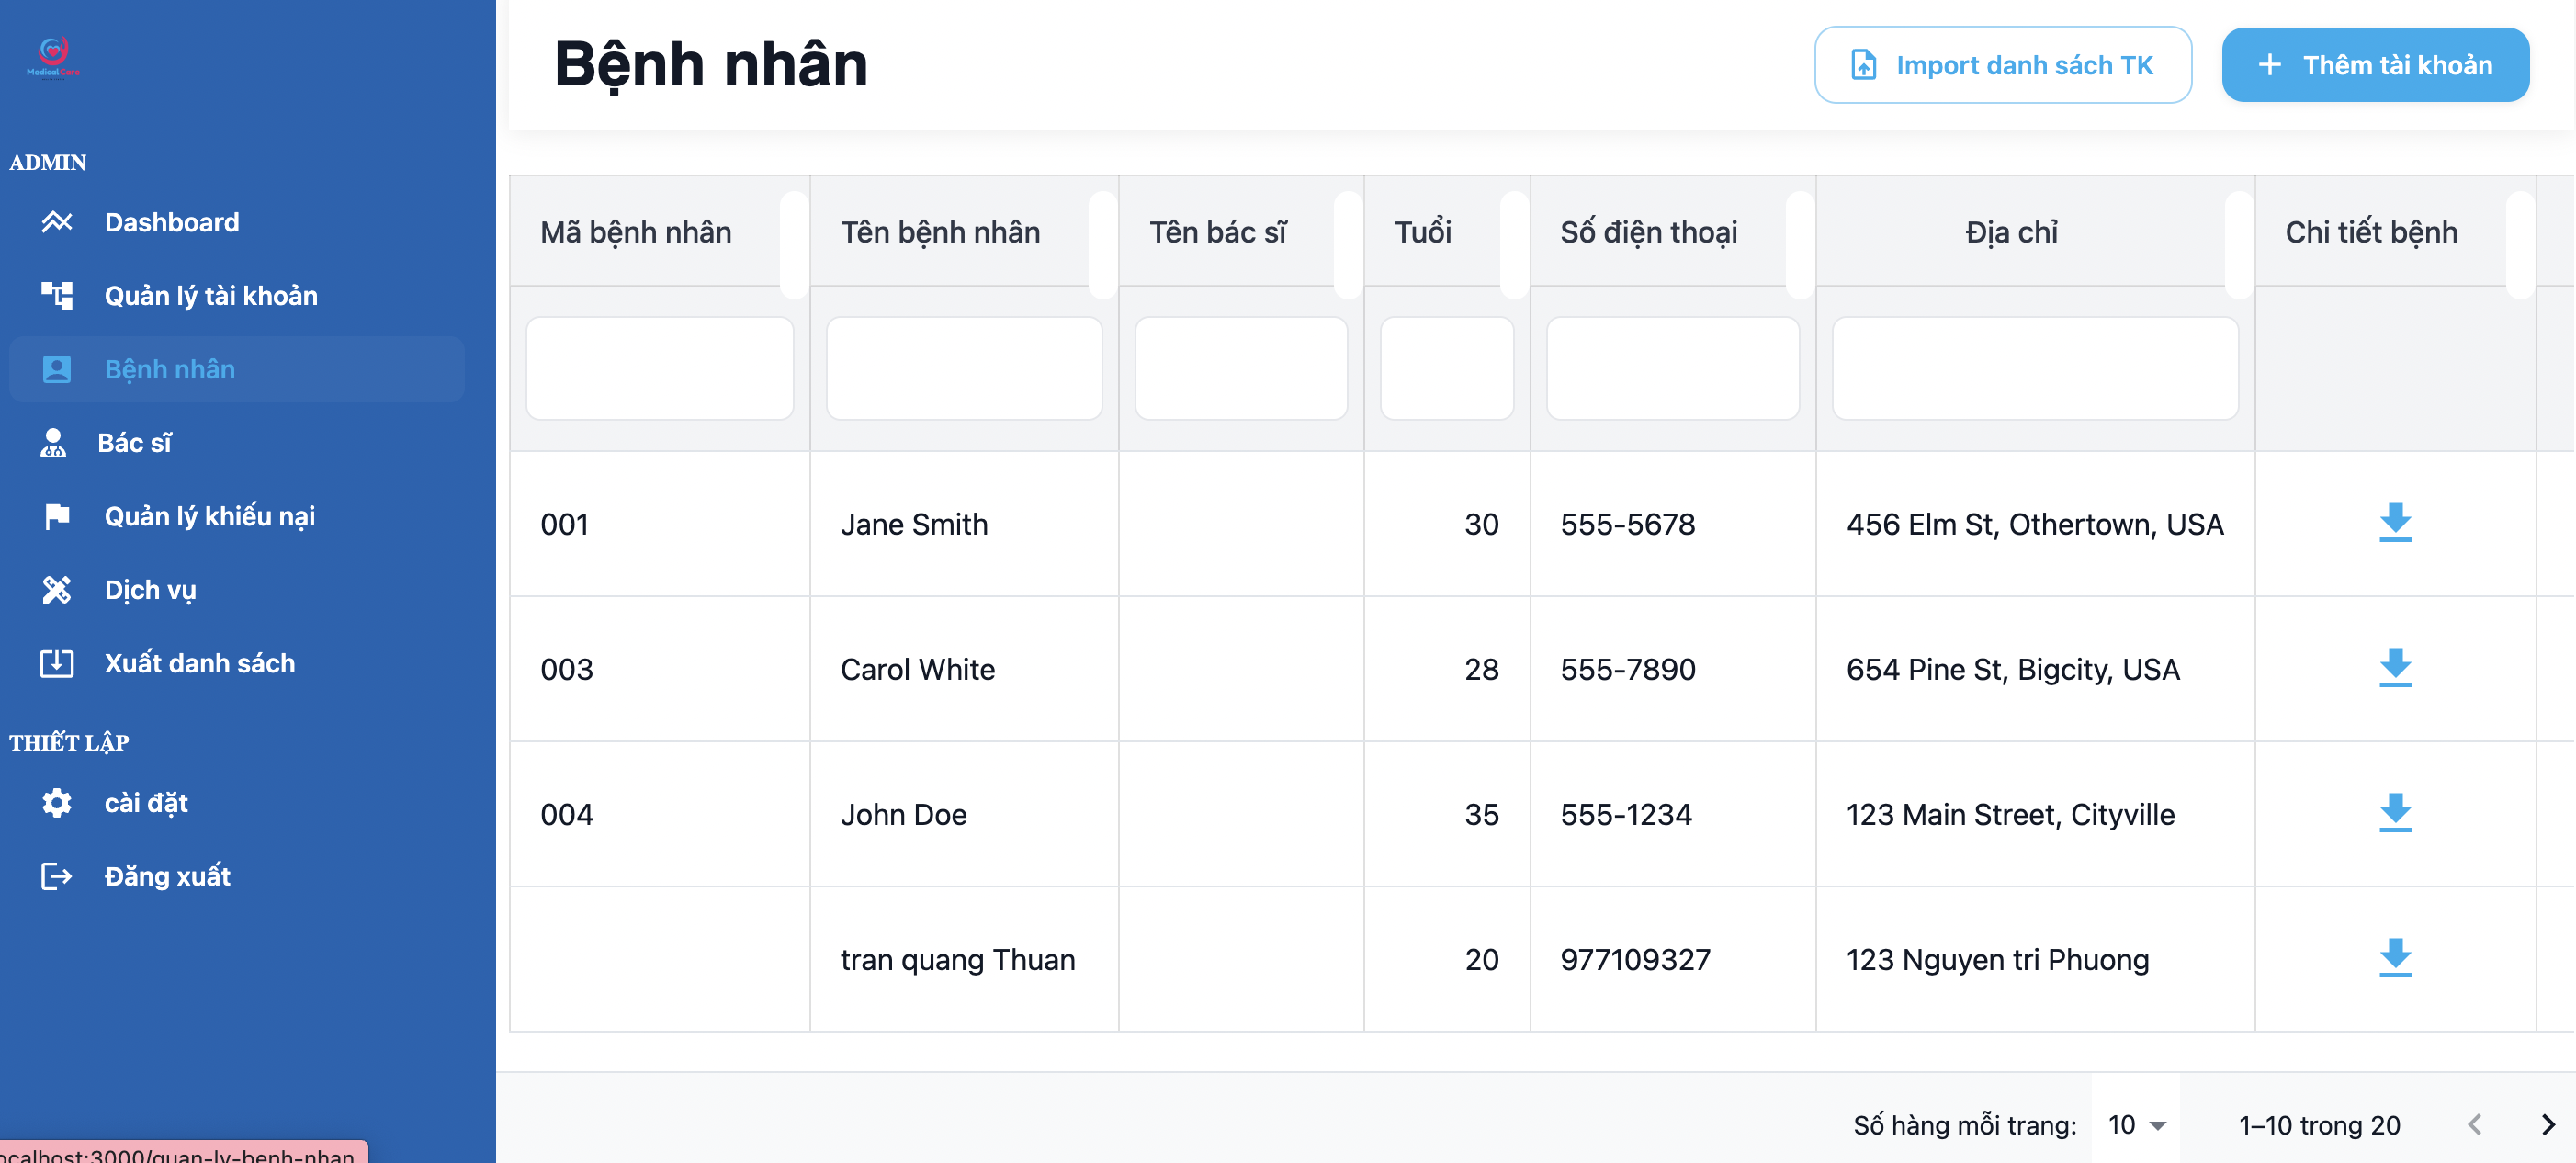 MedicalCare
ADMIN
Dashboard
Quản lý tài khoản
Bệnh nhân
Bác sĩ
Quản lý khiếu nại
Dịch vụ
Xuất danh sách
THIẾT LẬP
cài đặt
Đăng xuất
ocalhost:3000/quan-ly-benh-nhan
Bệnh nhân
Import danh sách TK
Thêm tài khoản
Mã bệnh nhân Tên bệnh nhân Tên bác sĩ Tuổi Số điện thoại Địa chỉ Chi tiết bệnh
001 Jane Smith 30 555-5678 456 Elm St, Othertown, USA
003 Carol White 28 555-7890 654 Pine St, Bigcity, USA
004 John Doe 35 555-1234 123 Main Street, Cityville
tran quang Thuan 20 977109327 123 Nguyen tri Phuong
Số hàng mỗi trang: 10 1–10 trong 20